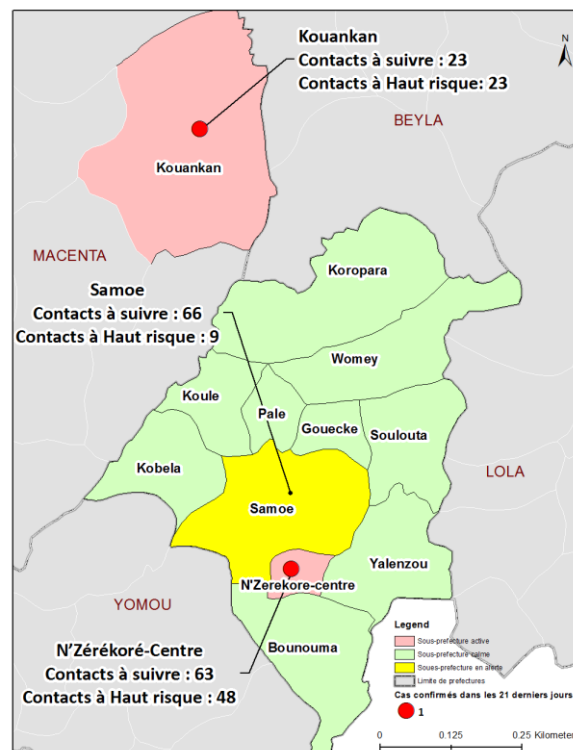 Kouankan
Contacts à suivre : 23
Contacts à Haut risque: 23
N
BEYLA
Kouankan
MACENTA
Koropara
Samoe
Contacts à suivre : 66
Contacts à Haut risque : 9
Womey
Koule
Pale
Gouecke
Soulouta
Kobela
LOLA
Samoe
Yalenzou
N'Zerekore-centre
YOMOU
Bounouma
N'Zérékoré-Centre
Contacts à suivre : 63
Contacts à Haut risque : 48
Legend
Sous-prefecture active
Sous-prefecture calme
Soues-prefecture en alerte
Limite de prefectures
Cas confirmés dans les 21 derniers jours
1
0 0.125 0.25 Kilometer